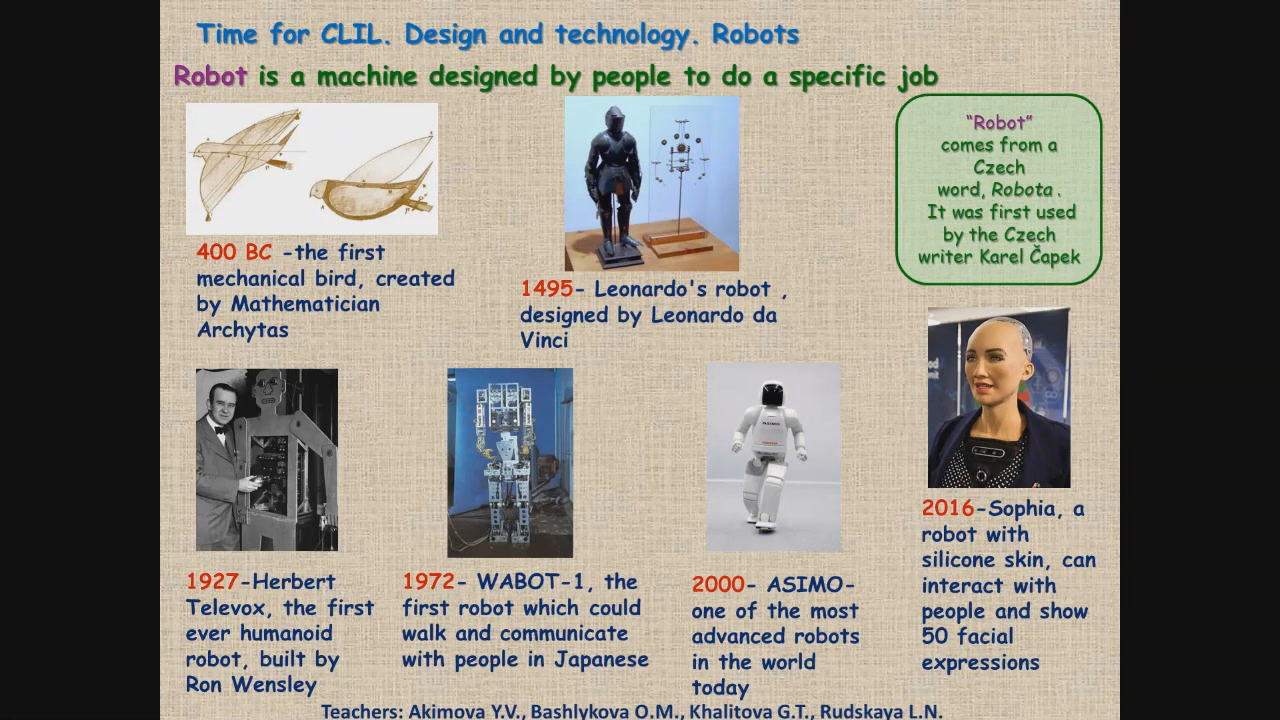 Time for CLIL. Design and technology. Robots
Robot is a machine designed by people to do a specific job
“Robot”
comes from a
Czech
word, Robota .
It was first used
by the Czech
writer Karel Čapek
400 BC -the first
mechanical bird, created
by Mathematician
Archytas
1495- Leonardo's robot ,
designed by Leonardo da
Vinci
1927-Herbert
Televox, the first
ever humanoid
robot, built by
Ron Wensley
1972- WABOT-1, the
first robot which could
walk and communicate
with people in Japanese
ASIMO
2000- ASIMO-
one of the most
advanced robots
in the world
today
2016-Sophia, a
robot with
silicone skin, can
interact with
people and show
50 facial
expressions
Teachers: Akimova Y.V., Bashlykova O.M., Khalitova G.T., Rudskaya L.N.